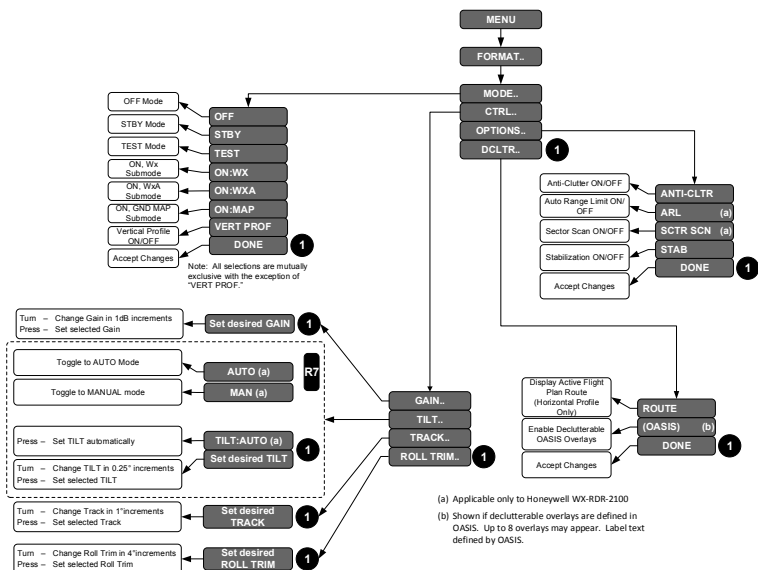 MENU
FORMAT..
MODE..
CTRL..
OPTIONS..
DCLTR..
1
OFF Mode
STBY Mode
TEST Mode
ON, Wx
Submode
ON, WxA
Submode
ON, GND MAP
Submode
Vertical Profile
ON/OFF
Accept Changes
OFF
STBY
TEST
ON:WX
ON:WXA
ON:MAP
VERT PROF
DONE
1
Note: All selections are mutually
exclusive with the exception of
"VERT PROF."
Anti-Clutter ON/OFF
Auto Range Limit ON/
OFF
Sector Scan ON/OFF
Stabilization ON/OFF
Accept Changes
ANTI-CLTR
ARL (a)
SCTR SCN (a)
STAB
DONE
1
Turn – Change Gain in 1dB increments
Press – Set selected Gain
Set desired GAIN
1
Toggle to AUTO Mode
AUTO (a)
R7
Toggle to MANUAL mode
MAN (a)
Press – Set TILT automatically
TILT:AUTO (a)
Turn – Change TILT in 0.25° increments
Press – Set selected TILT
Set desired TILT
1
GAIN..
TILT..
TRACK..
ROLL TRIM..
1
Turn – Change Track in 1°increments
Press – Set selected Track
Set desired
TRACK
1
Turn – Change Roll Trim in 4°increments
Press – Set selected Roll Trim
Set desired
ROLL TRIM
1
Display Active Flight
Plan Route
(Horizontal Profile
Only)
Enable Declutterable
OASIS Overlays
Accept Changes
ROUTE
(OASIS) (b)
DONE
1
(a) Applicable only to Honeywell WX-RDR-2100
(b) Shown if declutterable overlays are defined in
OASIS. Up to 8 overlays may appear. Label text
defined by OASIS.